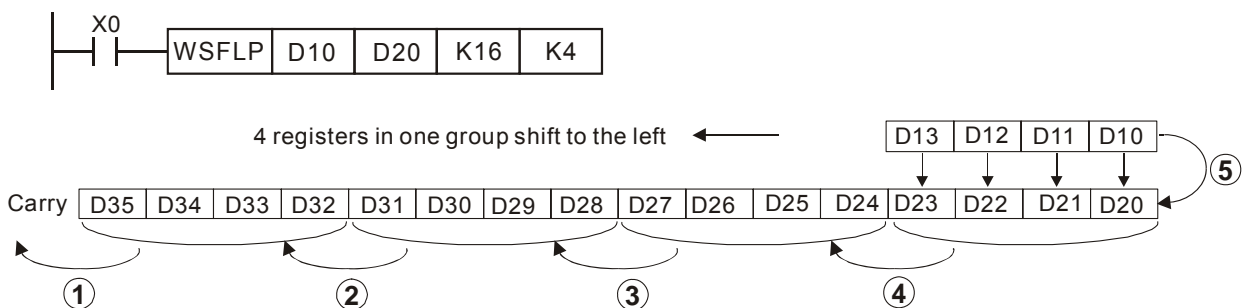 X0
WSFLP D10 D20 K16 K4
4 registers in one group shift to the left
D13 D12 D11 D10
5
Carry D35 D34 D33 D32 D31 D30 D29 D28 D27 D26 D25 D24 D23 D22 D21 D20
1 2 3 4